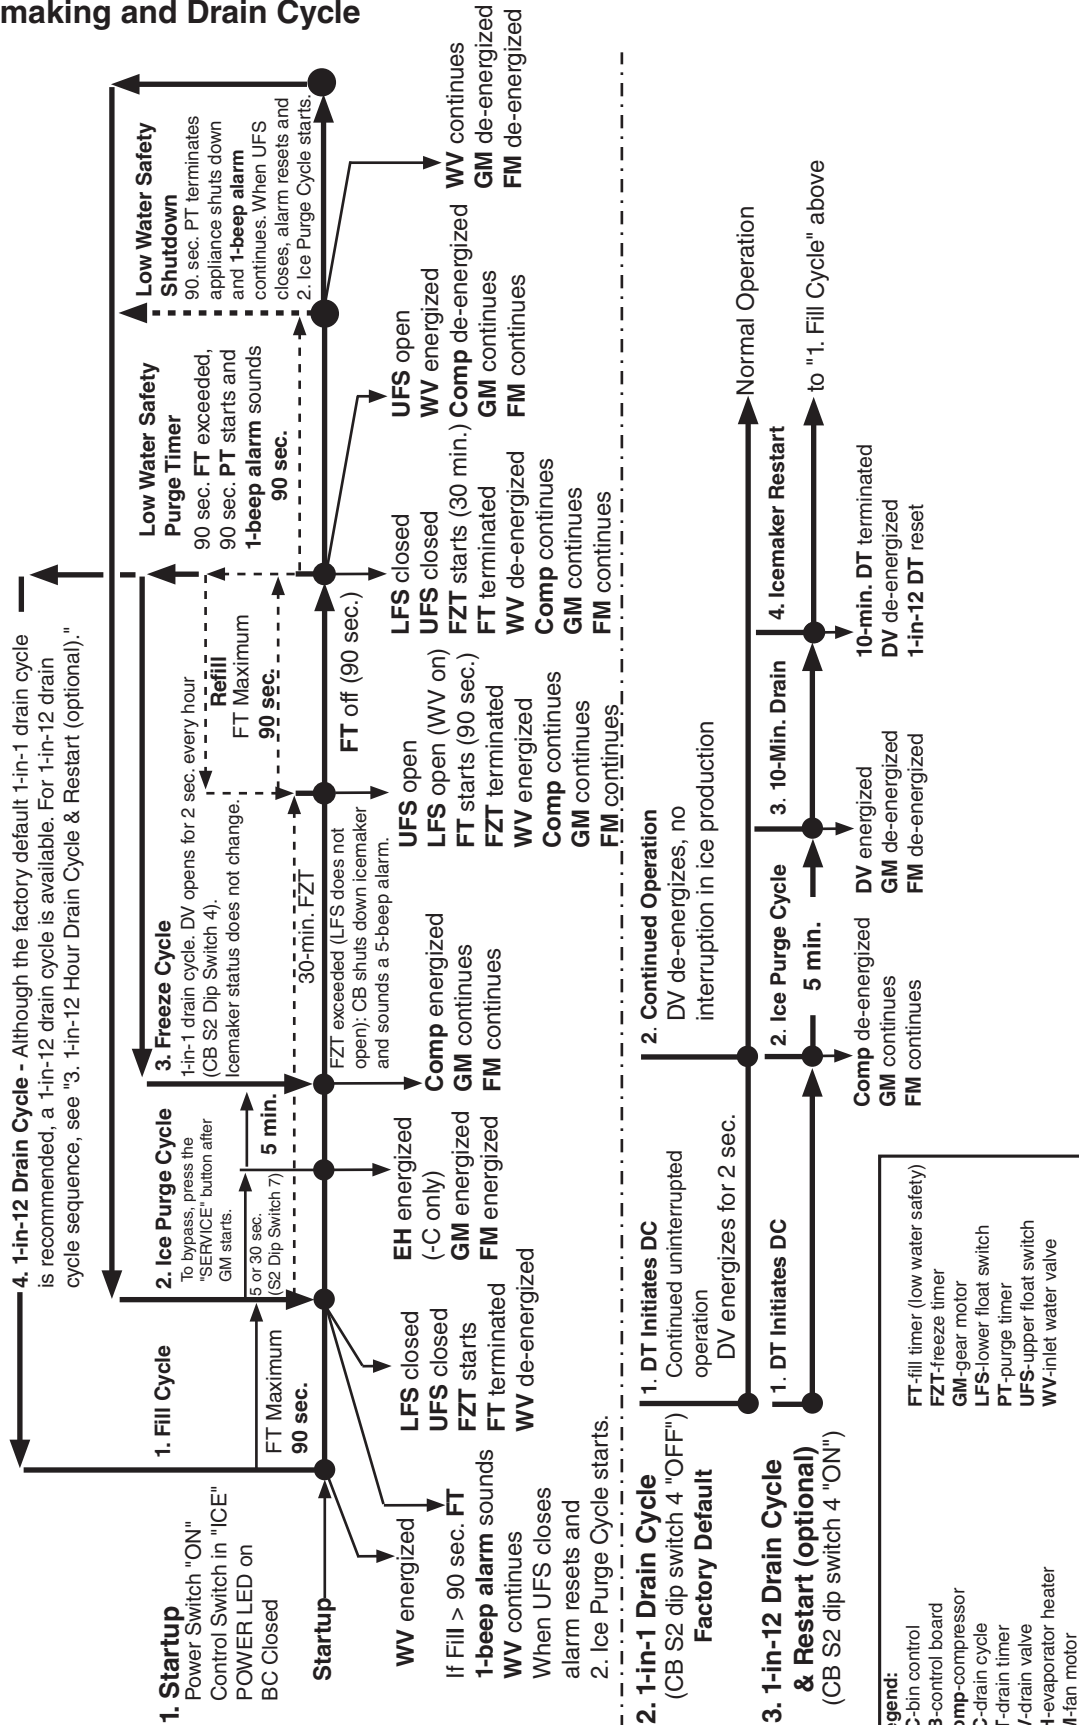 making and Drain Cycle
4. 1-in-12 Drain Cycle - Although the factory default 1-in-1 drain cycle
is recommended, a 1-in-12 drain cycle is available. For 1-in-12 drain
cycle sequence, see "3. 1-in-12 Hour Drain Cycle & Restart (optional)."
1. Startup
Power Switch "ON"
Control Switch in "ICE"
POWER LED on
BC Closed
Startup
1. Fill Cycle
FT Maximum
90 sec.
2. Ice Purge Cycle
To bypass, press the
"SERVICE" button after
GM starts.
5 or 30 sec.
(S2 Dip Switch 7)
5 min.
3. Freeze Cycle
1-in-1 drain cycle. DV opens for 2 sec. every hour
(CB S2 Dip Switch 4).
Icemaker status does not change.
30-min. FZT
FZT exceeded (LFS does not
open): CB shuts down icemaker
and sounds a 5-beep alarm.
Refill
FT Maximum
90 sec.
FT off (90 sec.)
Low Water Safety
Purge Timer
90 sec. FT exceeded,
90 sec. PT starts and
1-beep alarm sounds
90 sec.
Low Water Safety
Shutdown
90. sec. PT terminates
appliance shuts down
and 1-beep alarm
continues. When UFS
closes, alarm resets and
2. Ice Purge Cycle starts.
WV energized
If Fill > 90 sec. FT
1-beep alarm sounds
WV continues
When UFS closes
alarm resets and
2. Ice Purge Cycle starts.
LFS closed
UFS closed
FZT starts
FT terminated
WV de-energized
EH energized
(-C only)
GM energized
FM energized
Comp energized
GM continues
FM continues
UFS open
LFS open (WV on)
FT starts (90 sec.)
FZT terminated
WV energized
Comp continues
GM continues
FM continues
LFS closed
UFS closed
FZT starts (30 min.)
FT terminated
WV de-energized
Comp continues
GM continues
FM continues
UFS open
WV energized
Comp de-energized
GM continues
FM continues
WV continues
GM de-energized
FM de-energized
2. 1-in-1 Drain Cycle
(CB S2 dip switch 4 "OFF")
Factory Default
1. DT Initiates DC
Continued uninterrupted
operation
DV energizes for 2 sec.
2. Continued Operation
DV de-energizes, no
interruption in ice production
Normal Operation
3. 1-in-12 Drain Cycle
& Restart (optional)
(CB S2 dip switch 4 "ON")
1. DT Initiates DC
2. Ice Purge Cycle
5 min.
3. 10-Min. Drain
4. Icemaker Restart
to "1. Fill Cycle" above
Comp de-energized
GM continues
FM continues
DV energized
GM de-energized
FM de-energized
10-min. DT terminated
DV de-energized
1-in-12 DT reset
egend:
C-bin control
B-control board
omp-compressor
C-drain cycle
T-drain timer
V-drain valve
H-evaporator heater
M-fan motor
FT-fill timer (low water safety)
FZT-freeze timer
GM-gear motor
LFS-lower float switch
PT-purge timer
UFS-upper float switch
WV-inlet water valve